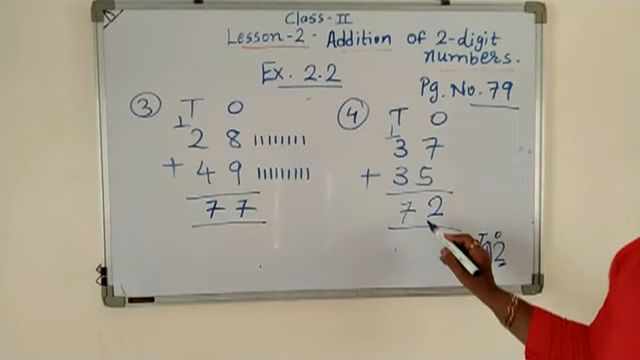 Class-II
Lesson-2 - Addition of 2-digit
numbers.
Ex. 2.2
Pg. No. 79
③ T O
1
2 8 ||||||||
+ 4 9 |||||||||
7 7
④ T O
1
3 7
+ 3 5
7 2
T O
12